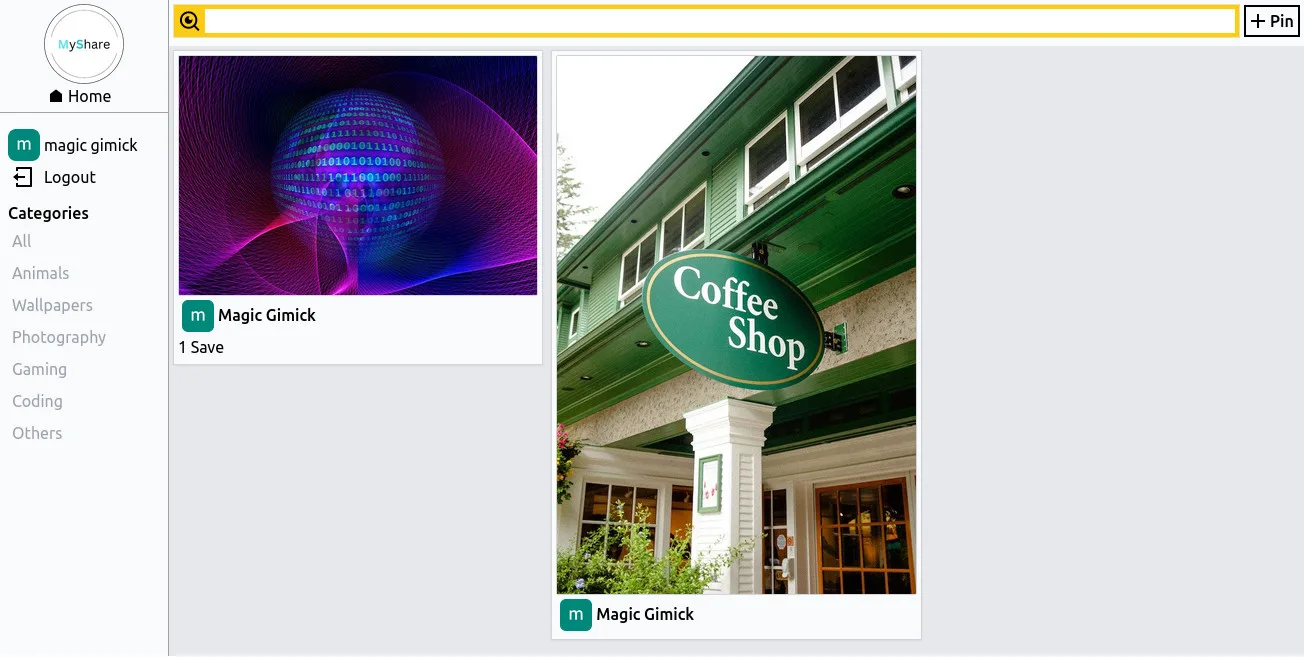 MyShare
Home
magic gimick
Logout
Categories
All
Animals
Wallpapers
Photography
Gaming
Coding
Others
Pin
m
m Magic Gimick
1 Save
Coffee
Shop
m Magic Gimick